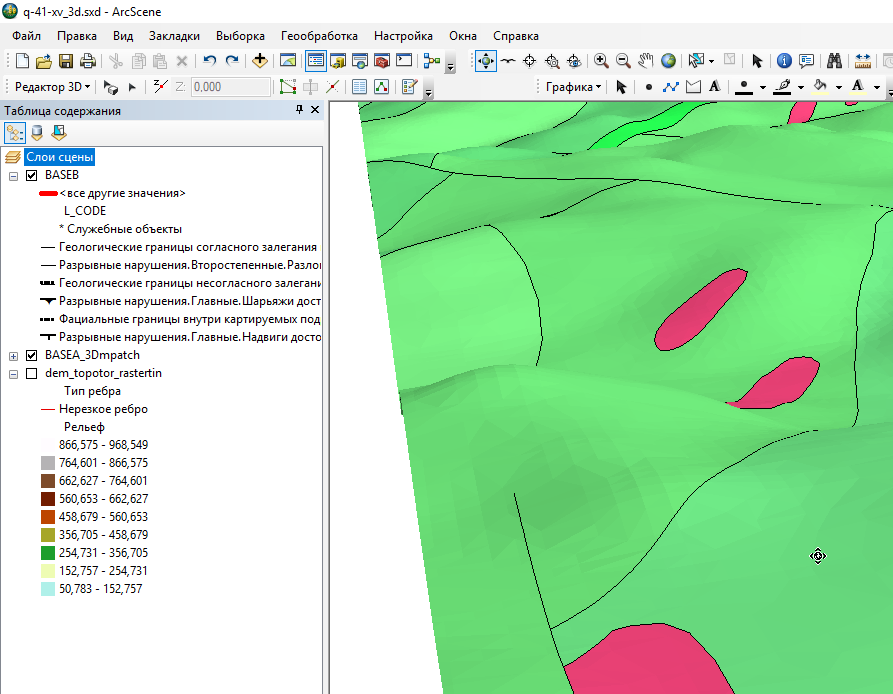 q-41-xv_3d.sxd - ArcScene
Файл Правка Вид Закладки Выборка Геообработка Настройка Окна Справка
Редактор 3D Z: 0,000 Графика A A
Таблица содержания
Слои сцены
BASEB
<все другие значения>
L_CODE
* Служебные объекты
Геологические границы согласного залегания
Разрывные нарушения.Второстепенные.Разло
Геологические границы несогласного залегани
Разрывные нарушения.Главные.Шарьяжи дост
Фациальные границы внутри картируемых под
Разрывные нарушения.Главные.Надвиги досто
BASEA_3Dmpatch
dem_topotor_rastertin
Тип ребра
Нерезкое ребро
Рельеф
866,575 - 968,549
764,601 - 866,575
662,627 - 764,601
560,653 - 662,627
458,679 - 560,653
356,705 - 458,679
254,731 - 356,705
152,757 - 254,731
50,783 - 152,757